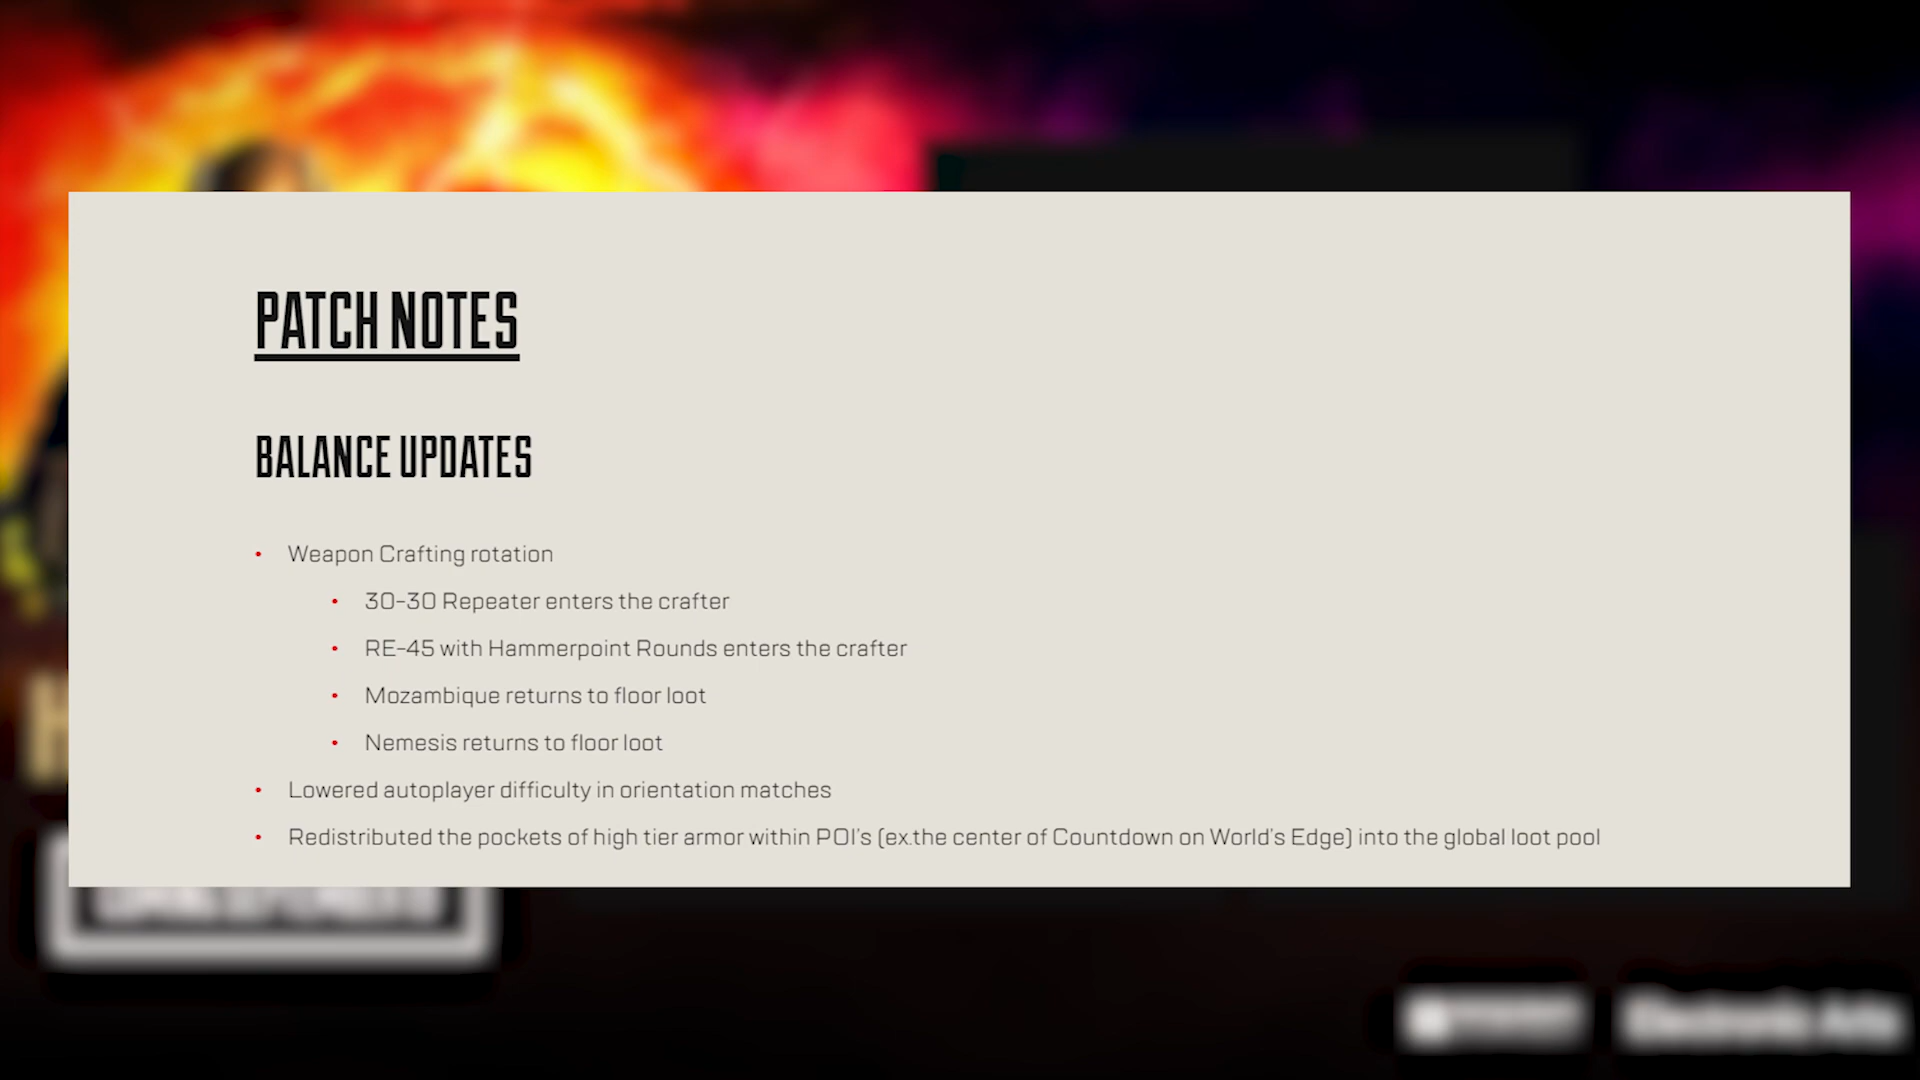 PATCH NOTES
BALANCE UPDATES
• Weapon Crafting rotation
• 30-30 Repeater enters the crafter
• RE-45 with Hammerpoint Rounds enters the crafter
• Mozambique returns to floor loot
• Nemesis returns to floor loot
• Lowered autoplayer difficulty in orientation matches
• Redistributed the pockets of high tier armor within POI's (ex.the center of Countdown on World's Edge) into the global loot pool
Electronic Arts